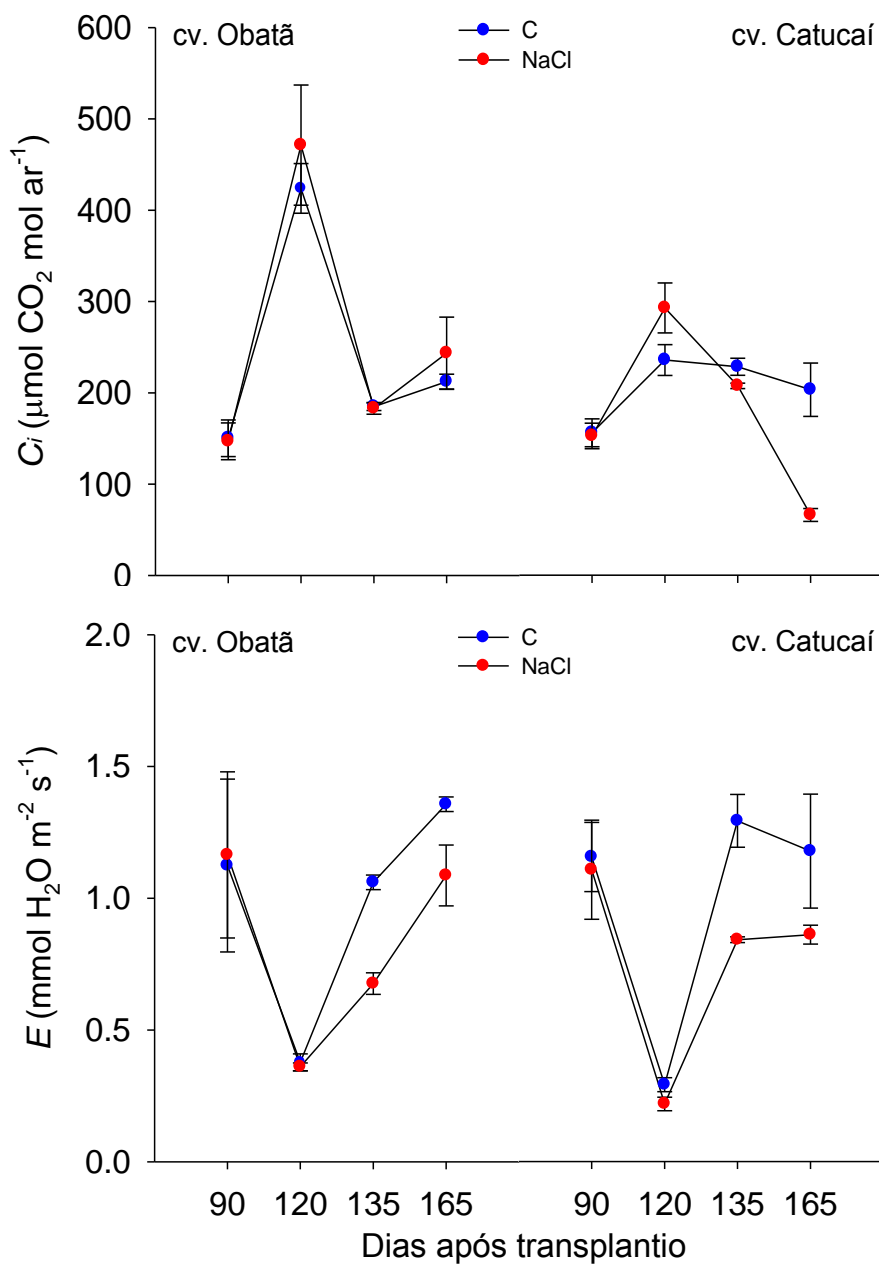 cv. Obatã
C
NaCl
cv. Catucaí
Ci (μmol CO2 mol ar-1)
600
500
400
300
200
100
0
cv. Obatã
C
NaCl
cv. Catucaí
E (mmol H2O m-2 s-1)
2.0
1.5
1.0
0.5
0.0
90 120 135 165 90 120 135 165
Dias após transplantio